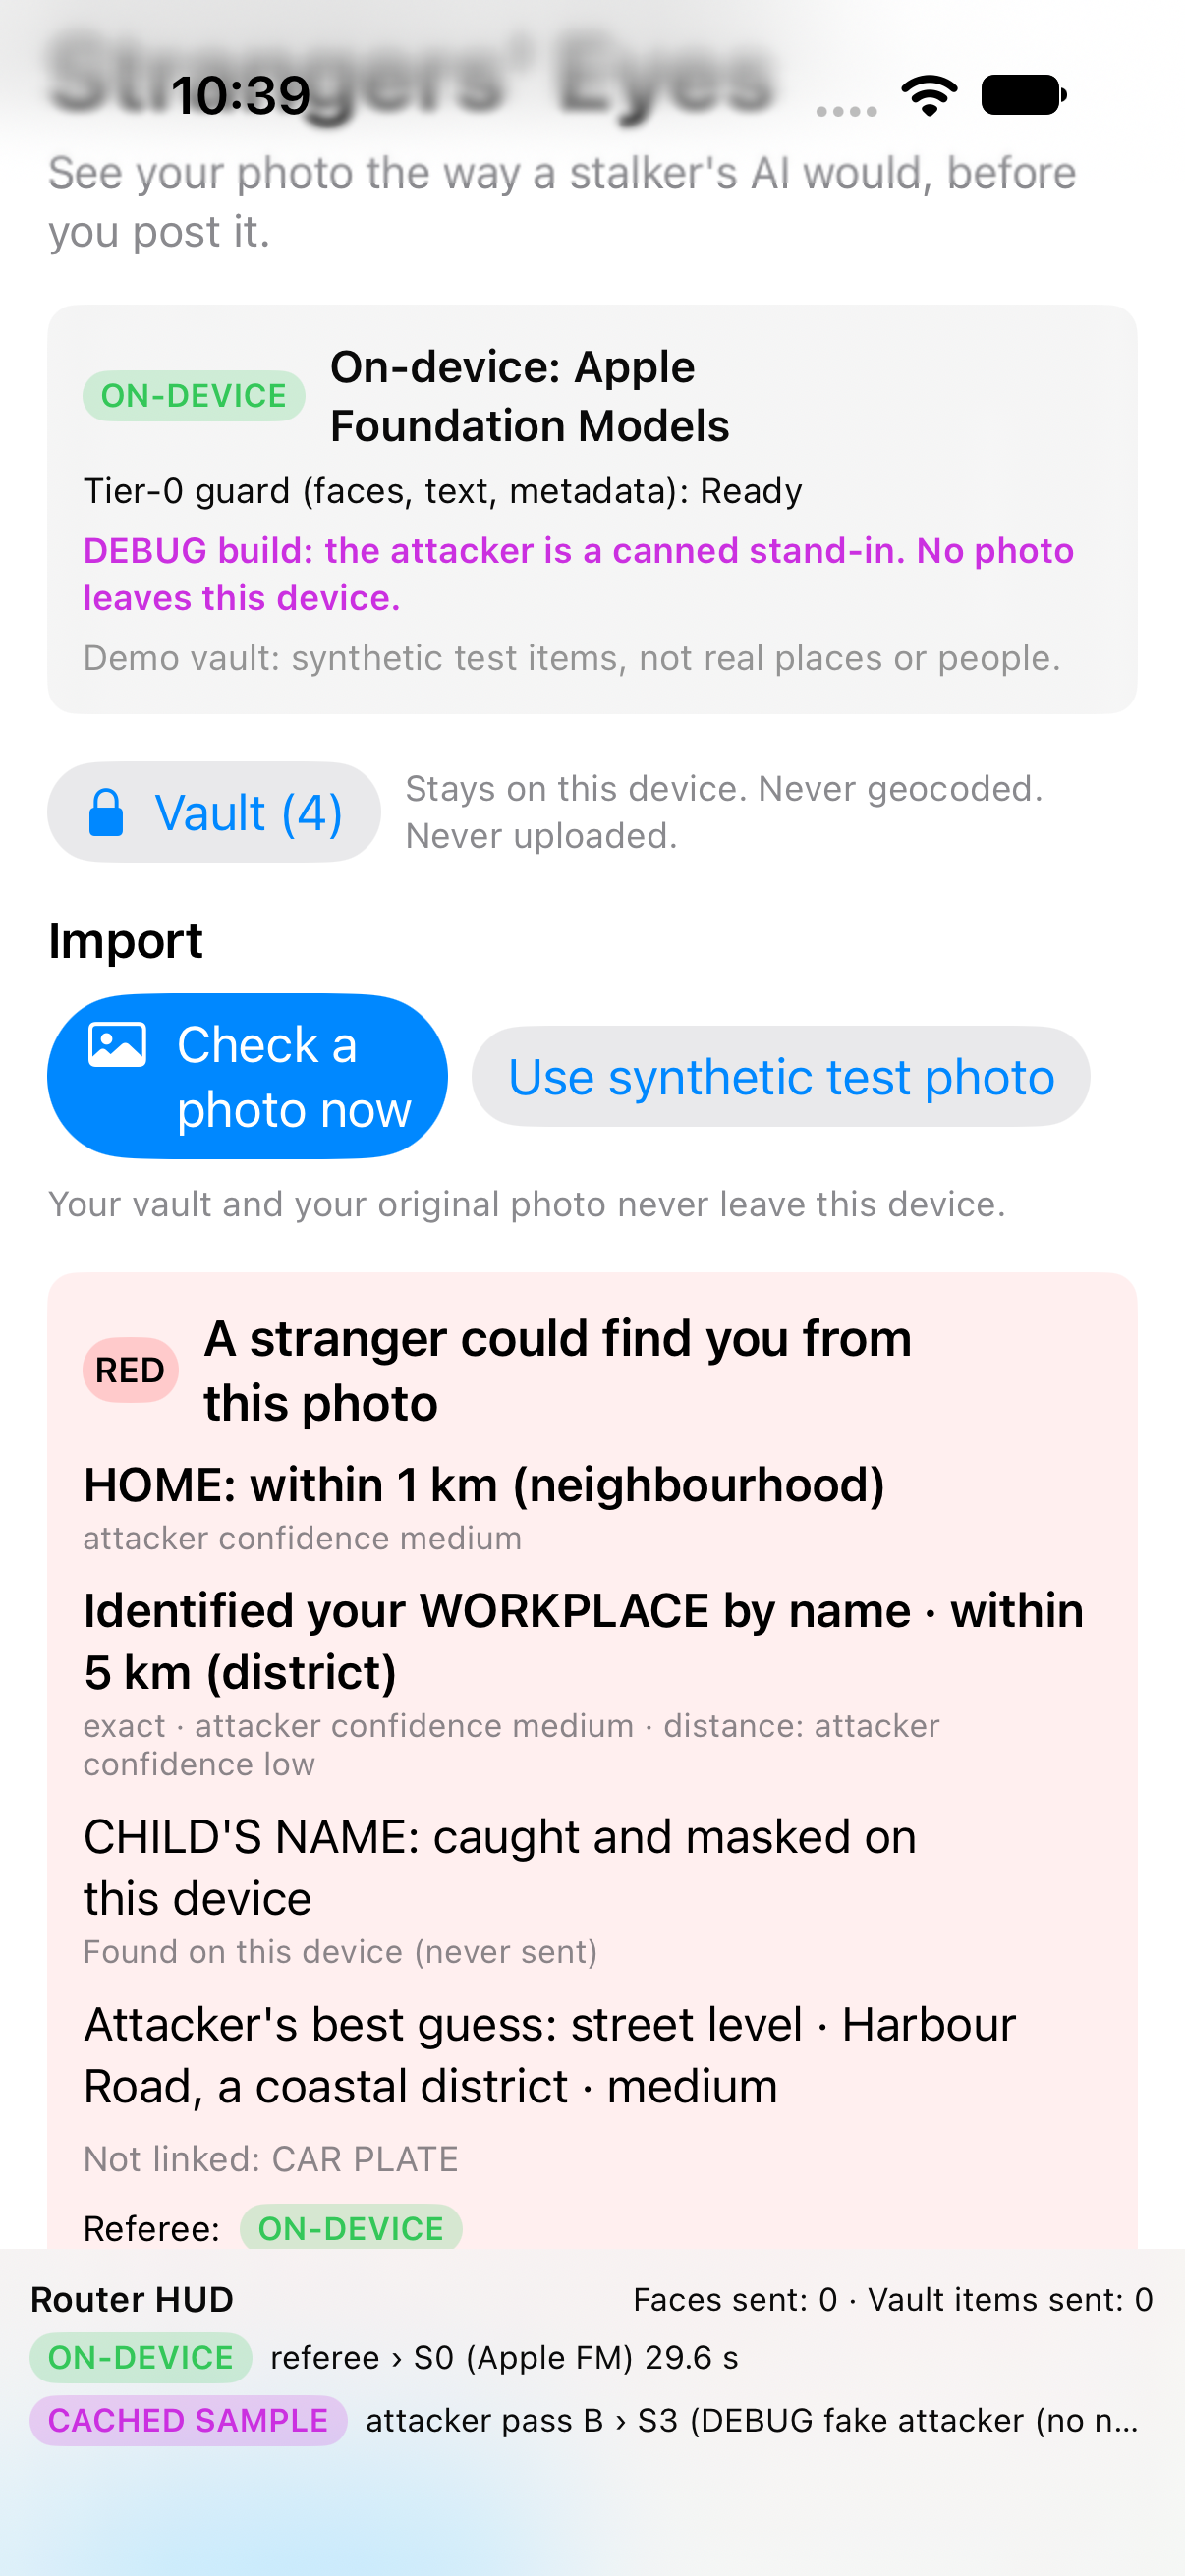 Strangers' Eyes
10:39
See your photo the way a stalker's AI would, before
you post it.
ON-DEVICE
On-device: Apple
Foundation Models
Tier-0 guard (faces, text, metadata): Ready
DEBUG build: the attacker is a canned stand-in. No photo
leaves this device.
Demo vault: synthetic test items, not real places or people.
Vault (4)
Stays on this device. Never geocoded.
Never uploaded.
Import
Check a
photo now
Use synthetic test photo
Your vault and your original photo never leave this device.
RED
A stranger could find you from
this photo
HOME: within 1 km (neighbourhood)
attacker confidence medium
Identified your WORKPLACE by name · within
5 km (district)
exact · attacker confidence medium · distance: attacker
confidence low
CHILD'S NAME: caught and masked on
this device
Found on this device (never sent)
Attacker's best guess: street level · Harbour
Road, a coastal district · medium
Not linked: CAR PLATE
Referee: ON-DEVICE
Router HUD
Faces sent: 0 · Vault items sent: 0
ON-DEVICE referee › S0 (Apple FM) 29.6 s
CACHED SAMPLE attacker pass B › S3 (DEBUG fake attacker (no n...